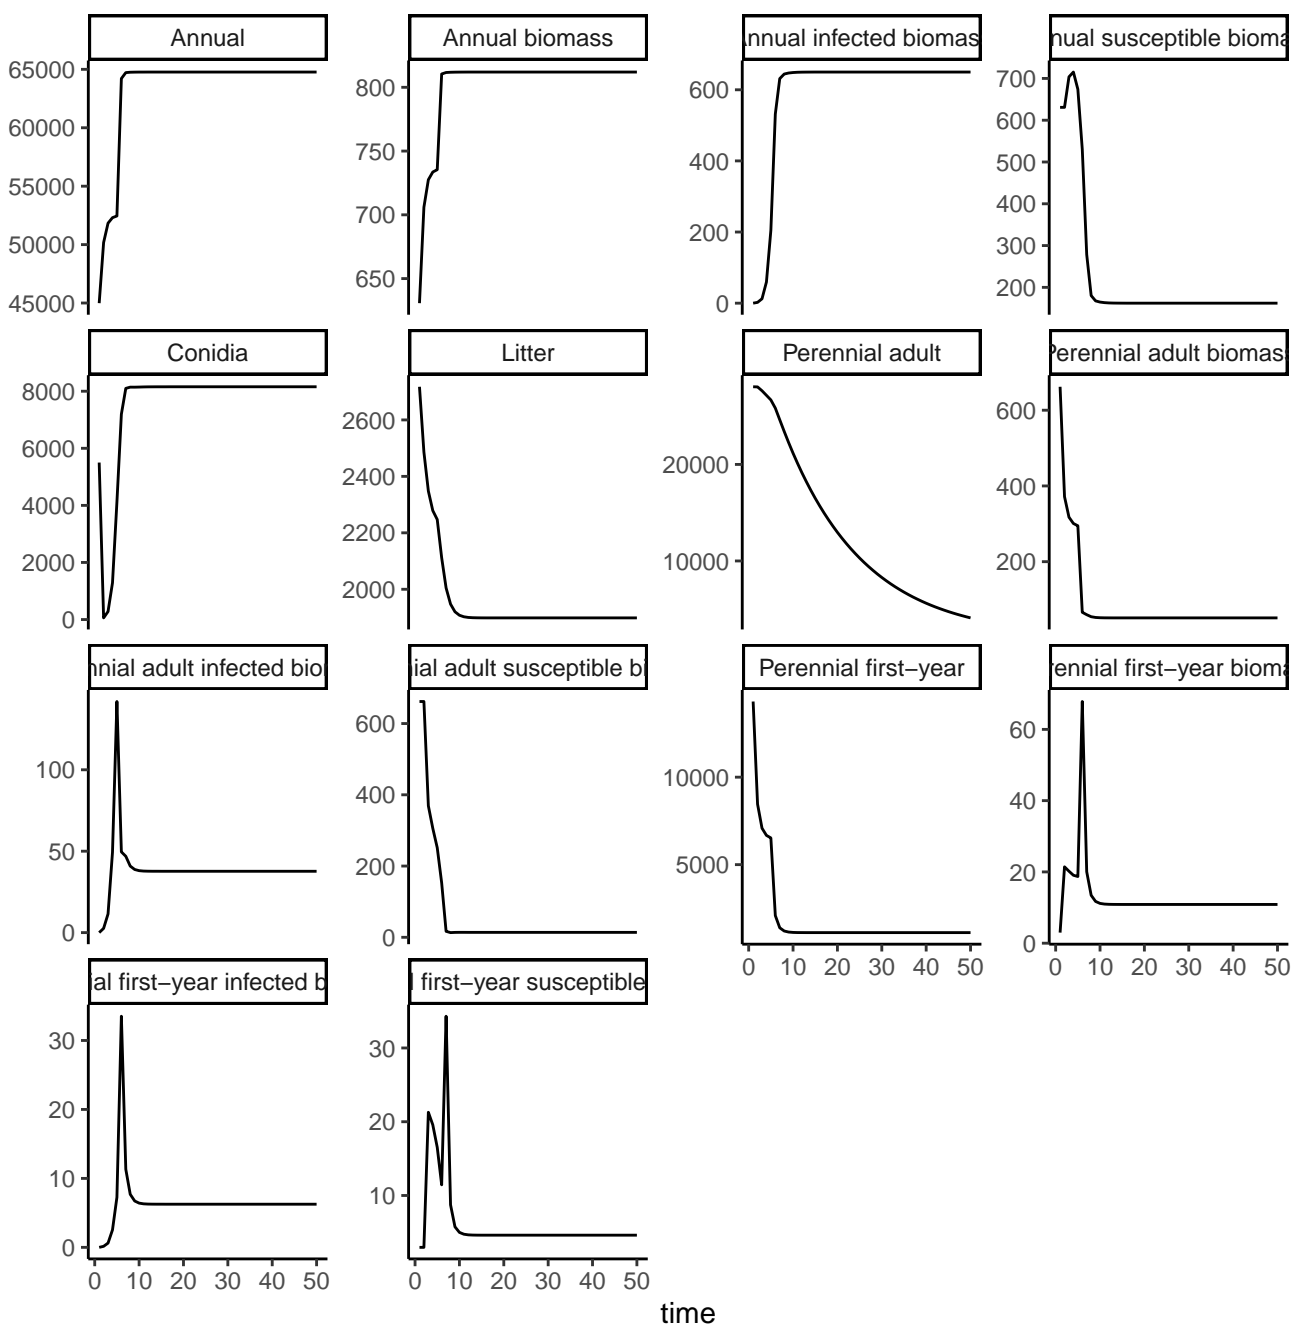 Annual
Annual biomass
nnual infected biomas
nual susceptible bioma
65000
60000
55000
50000
45000
800
750
700
650
600
400
200
0
700
600
500
400
300
200
Conidia
Litter
Perennial adult
Perennial adult biomass
8000
6000
4000
2000
0
2600
2400
2200
2000
20000
10000
600
400
200
nnial adult infected bior
ial adult susceptible bi
Perennial first−year
rennial first−year bioma
100
50
0
600
400
200
0
10000
5000
60
40
20
0
0 10 20 30 40 50
0 10 20 30 40 50
ial first−year infected b
l first−year susceptible
30
20
10
0
30
20
10
0 10 20 30 40 50
0 10 20 30 40 50
time